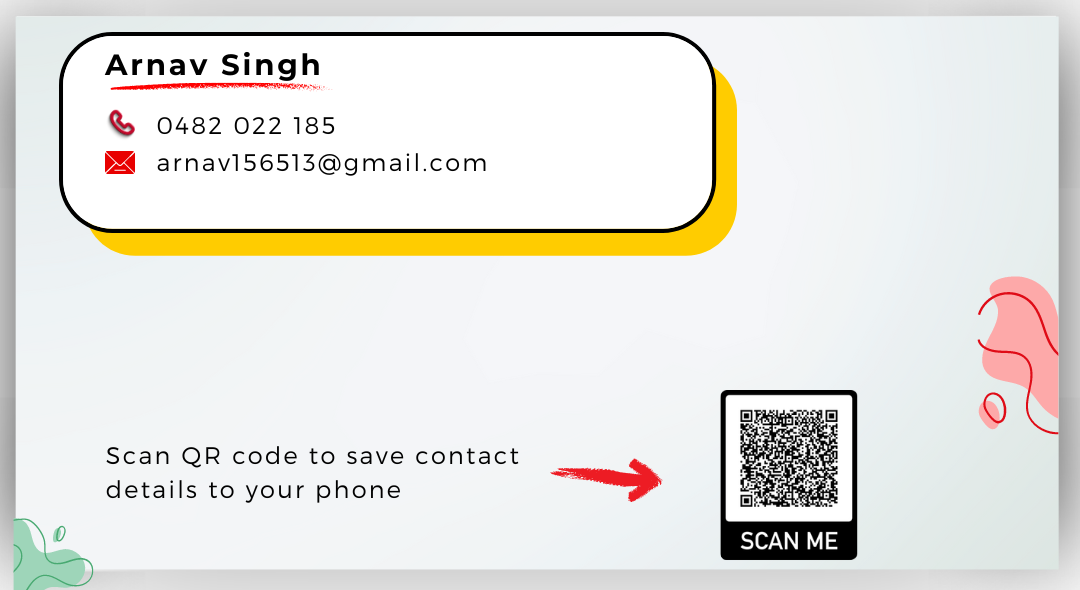 Arnav Singh
0482 022 185
arnav156513@gmail.com
Scan QR code to save contact
details to your phone
SCAN ME